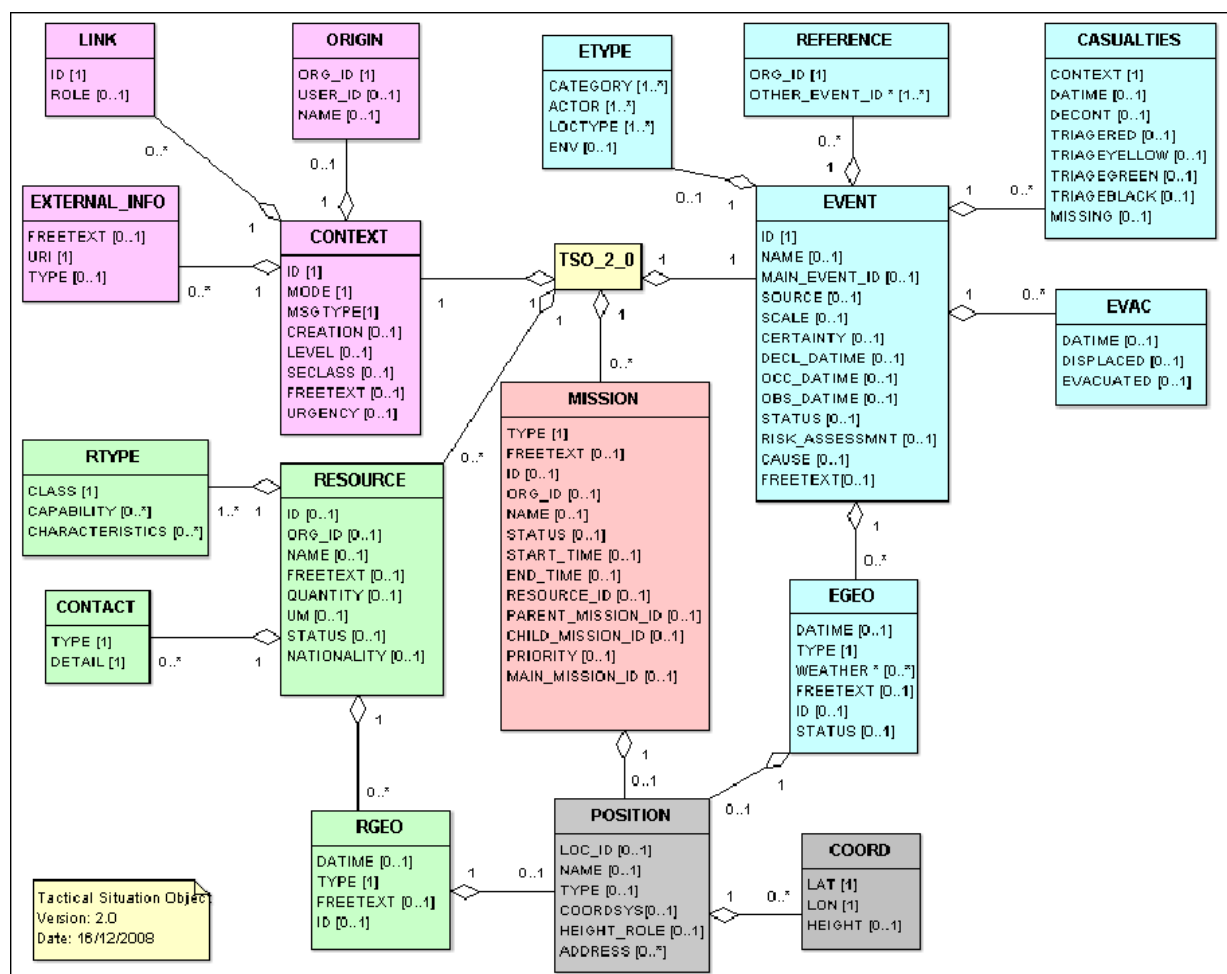 LINK
ID [1]
ROLE [0..1]
0..*
ORIGIN
ORG_ID [1]
USER_ID [0..1]
NAME [0..1]
0..1
1
EXTERNAL_INFO
FREETEXT [0..1]
URI [1]
TYPE [0..1]
0..*
1
1
CONTEXT
ID [1]
MODE [1]
MSGTYPE[1]
CREATION [0..1]
LEVEL [0..1]
SECLASS [0..1]
FREETEXT [0..1]
URGENCY [0..1]
1
TSO_2_0
1
1
1
1
1
ETYPE
CATEGORY [1..*]
ACTOR [1..*]
LOCTYPE [1..*]
ENV [0..1]
0..1
1
REFERENCE
ORG_ID [1]
OTHER_EVENT_ID * [1..*]
0..*
1
CASUALTIES
CONTEXT [1]
DATIME [0..1]
DECONT [0..1]
TRIAGERED [0..1]
TRIAGEYELLOW [0..1]
TRIAGEGREEN [0..1]
TRIAGEBLACK [0..1]
MISSING [0..1]
1
0..*
EVENT
ID [1]
NAME [0..1]
MAIN_EVENT_ID [0..1]
SOURCE [0..1]
SCALE [0..1]
CERTAINTY [0..1]
DECL_DATIME [0..1]
OCC_DATIME [0..1]
OBS_DATIME [0..1]
STATUS [0..1]
RISK_ASSESSMNT [0..1]
CAUSE [0..1]
FREETEXT[0..1]
1
0..*
EVAC
DATIME [0..1]
DISPLACED [0..1]
EVACUATED [0..1]
0..*
MISSION
TYPE [1]
FREETEXT [0..1]
ID [0..1]
ORG_ID [0..1]
NAME [0..1]
STATUS [0..1]
START_TIME [0..1]
END_TIME [0..1]
RESOURCE_ID [0..1]
PARENT_MISSION_ID [0..1]
CHILD_MISSION_ID [0..1]
PRIORITY [0..1]
MAIN_MISSION_ID [0..1]
RTYPE
CLASS [1]
CAPABILITY [0..*]
CHARACTERISTICS [0..*]
1..*
1
0..*
RESOURCE
ID [0..1]
ORG_ID [0..1]
NAME [0..1]
FREETEXT [0..1]
QUANTITY [0..1]
UM [0..1]
STATUS [0..1]
NATIONALITY [0..1]
CONTACT
TYPE [1]
DETAIL [1]
0..*
1
1
0..*
EGEO
DATIME [0..1]
TYPE [1]
WEATHER * [0..*]
FREETEXT [0..1]
ID [0..1]
STATUS [0..1]
1
0..*
1
0..1
1
0..1
RGEO
DATIME [0..1]
TYPE [1]
FREETEXT [0..1]
ID [0..1]
1
0..1
POSITION
LOC_ID [0..1]
NAME [0..1]
TYPE [0..1]
COORDSYS[0..1]
HEIGHT_ROLE [0..1]
ADDRESS [0..*]
1
0..*
COORD
LAT [1]
LON [1]
HEIGHT [0..1]
Tactical Situation Object
Version: 2.0
Date: 16/12/2008